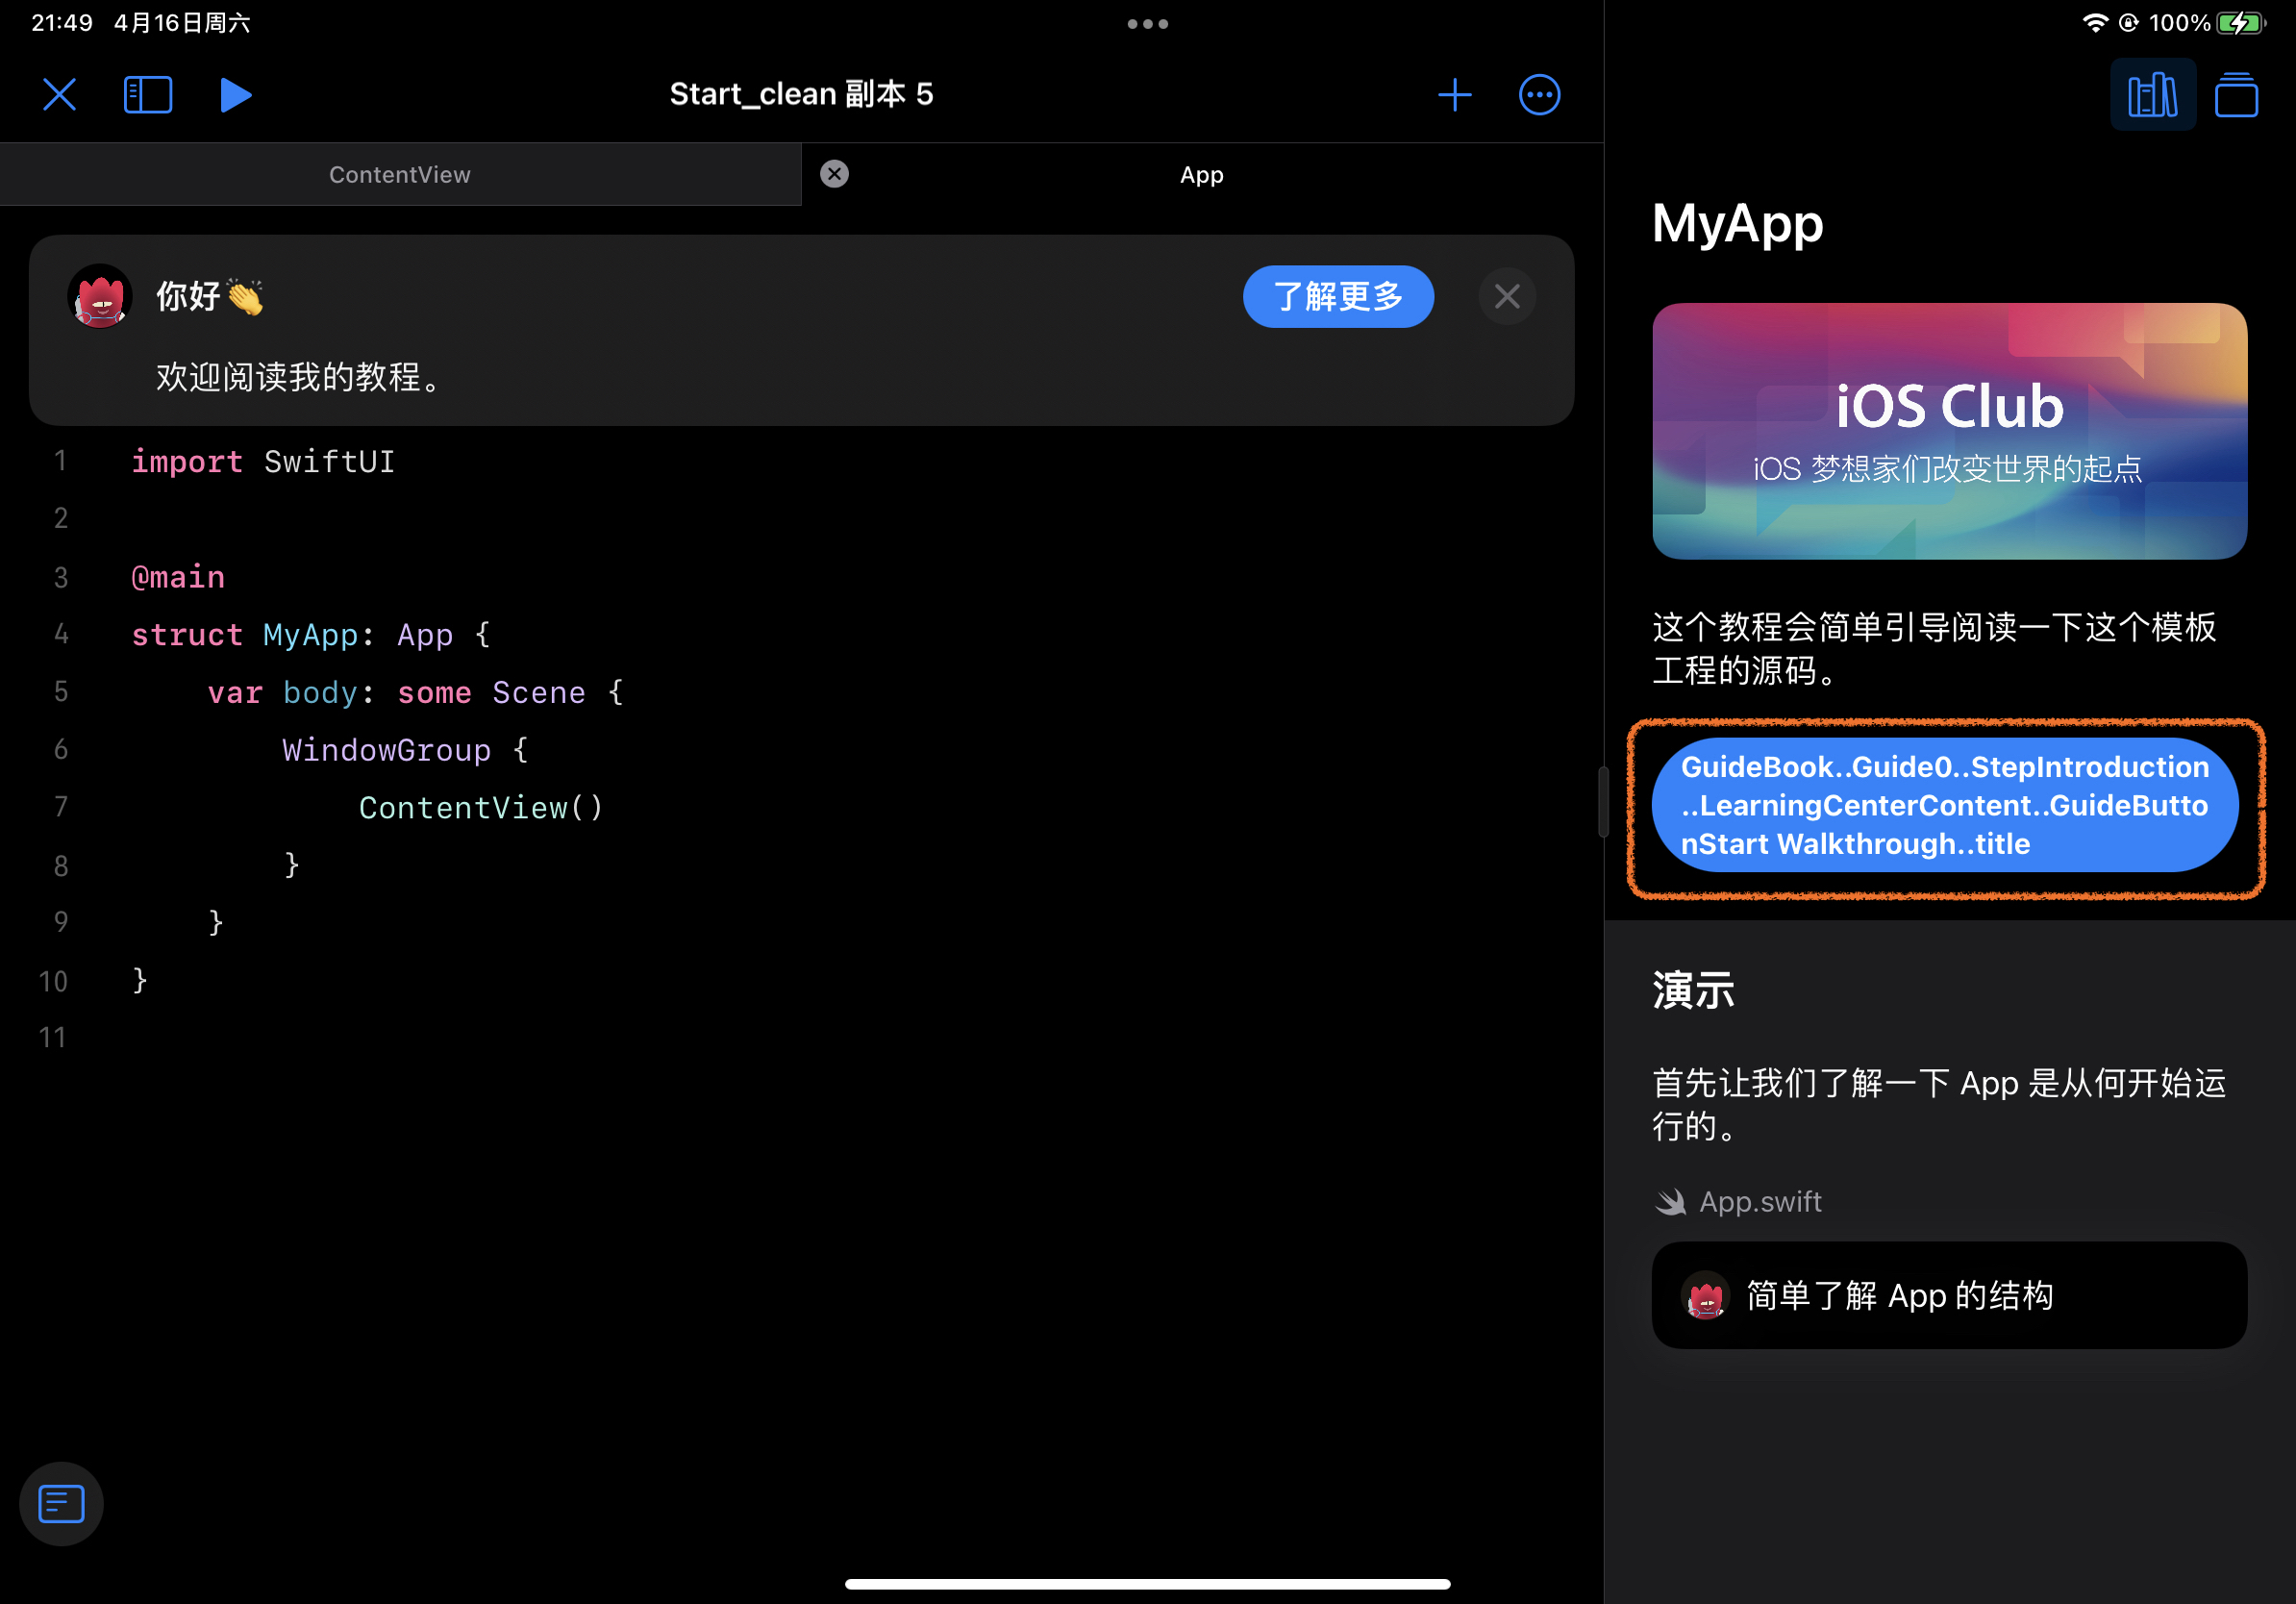 21:49 4月16日周六
100%
Start_clean 副本 5
ContentView
App
你好👏
了解更多
欢迎阅读我的教程。
1 import SwiftUI
2
3 @main
4 struct MyApp: App {
5 var body: some Scene {
6 WindowGroup {
7 ContentView()
8 }
9 }
10 }
11
MyApp
iOS Club
iOS 梦想家们改变世界的起点
这个教程会简单引导阅读一下这个模板
工程的源码。
GuideBook..Guide0..StepIntroduction
..LearningCenterContent..GuideButto
nStart Walkthrough..title
演示
首先让我们了解一下 App 是从何开始运
行的。
App.swift
简单了解 App 的结构